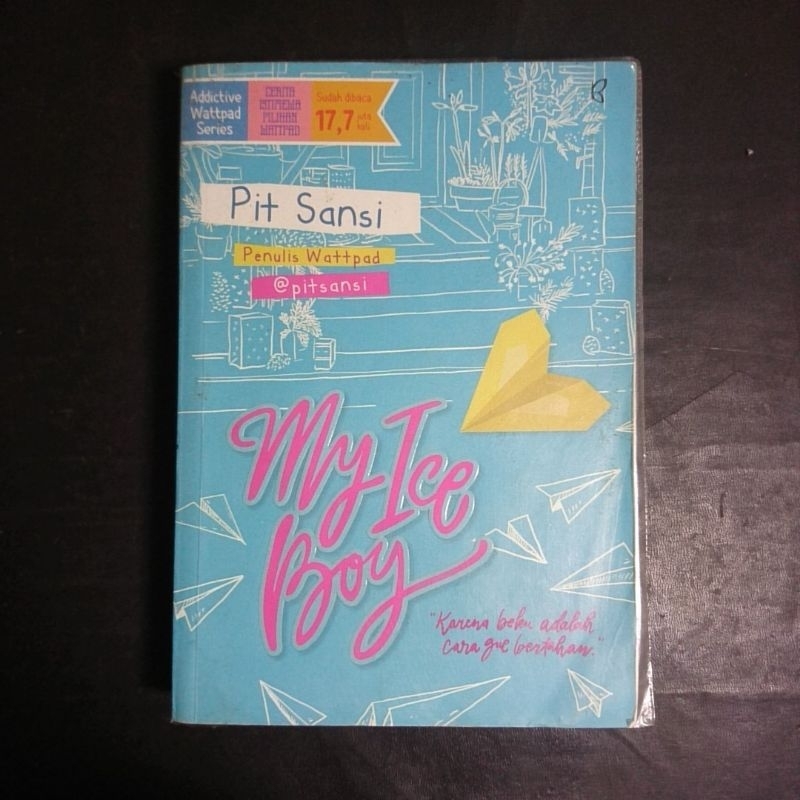 Addictive
Wattpad
Series
CERITA
ISTIMEWA
PILIHAN
WATTPAD
Sudah dibaca
17,7 juta
kali
Pit Sansi
Penulis Wattpad
@pitsansi
My Ice
Boy
"Karena beku adalah
cara gue bertahan."
B